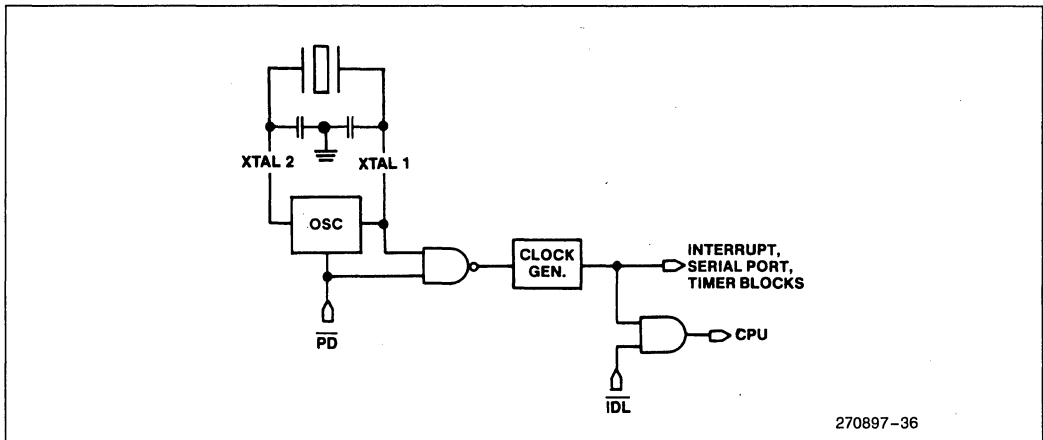 XTAL 2
XTAL 1
OSC
CLOCK
GEN.
INTERRUPT,
SERIAL PORT,
TIMER BLOCKS
CPU
PD
IDL
270897-36